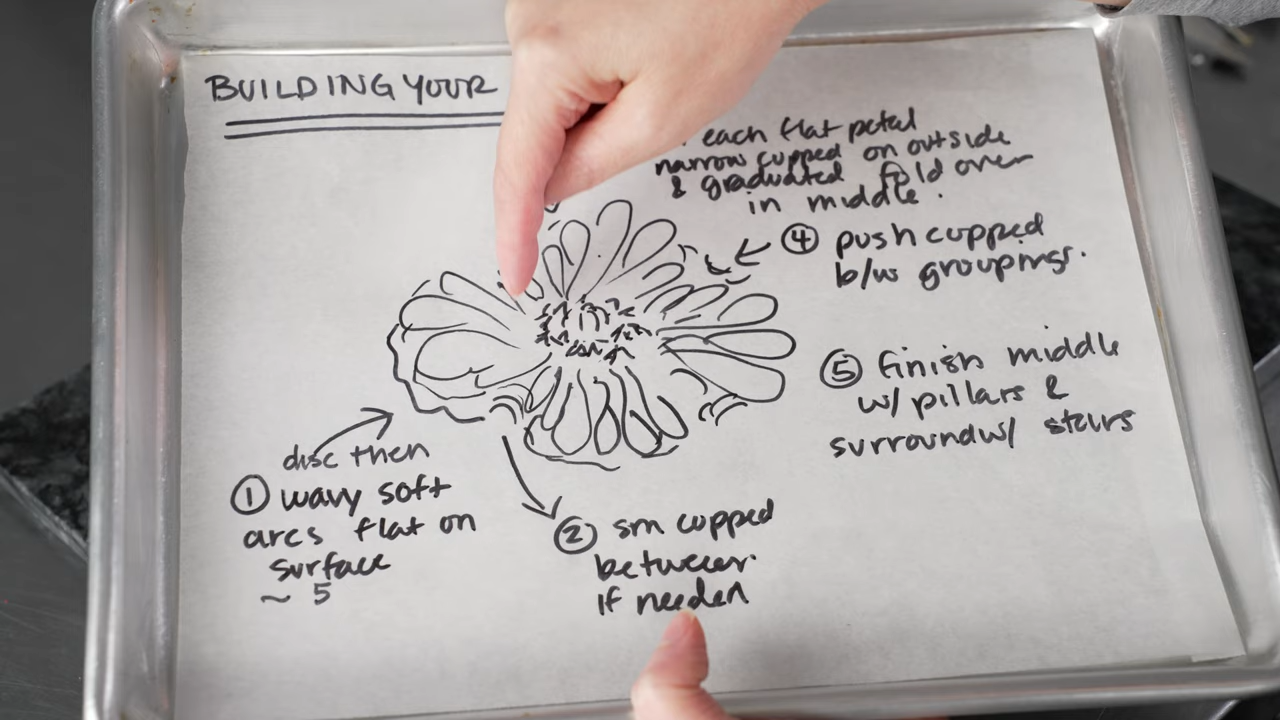 BUILDING YOUR
each flat petal
narrow cupped on outside
& graduated fold over
in middle.
④ push cupped
b/w groupings.
⑤ finish middle
w/ pillars &
surround w/ stairs
disc then
① wavy soft
arcs flat on
surface
~ 5
② sm cupped
between
if needed